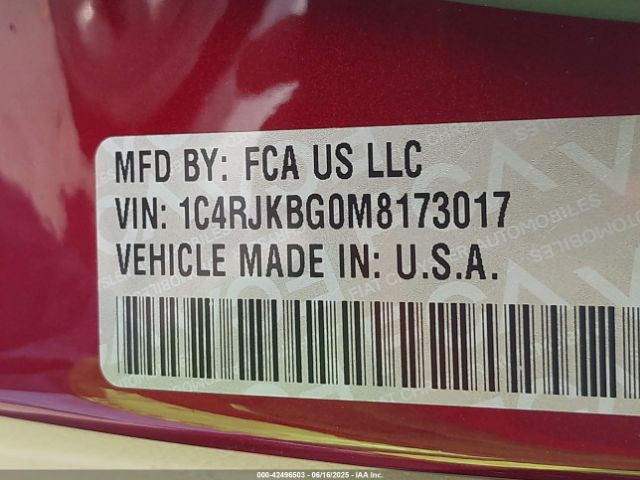 MFD BY: FCA US LLC
VIN: 1C4RJKBG0M8173017
VEHICLE MADE IN: U.S.A.
000-42496503 - 06/16/2025 - IAA Inc.